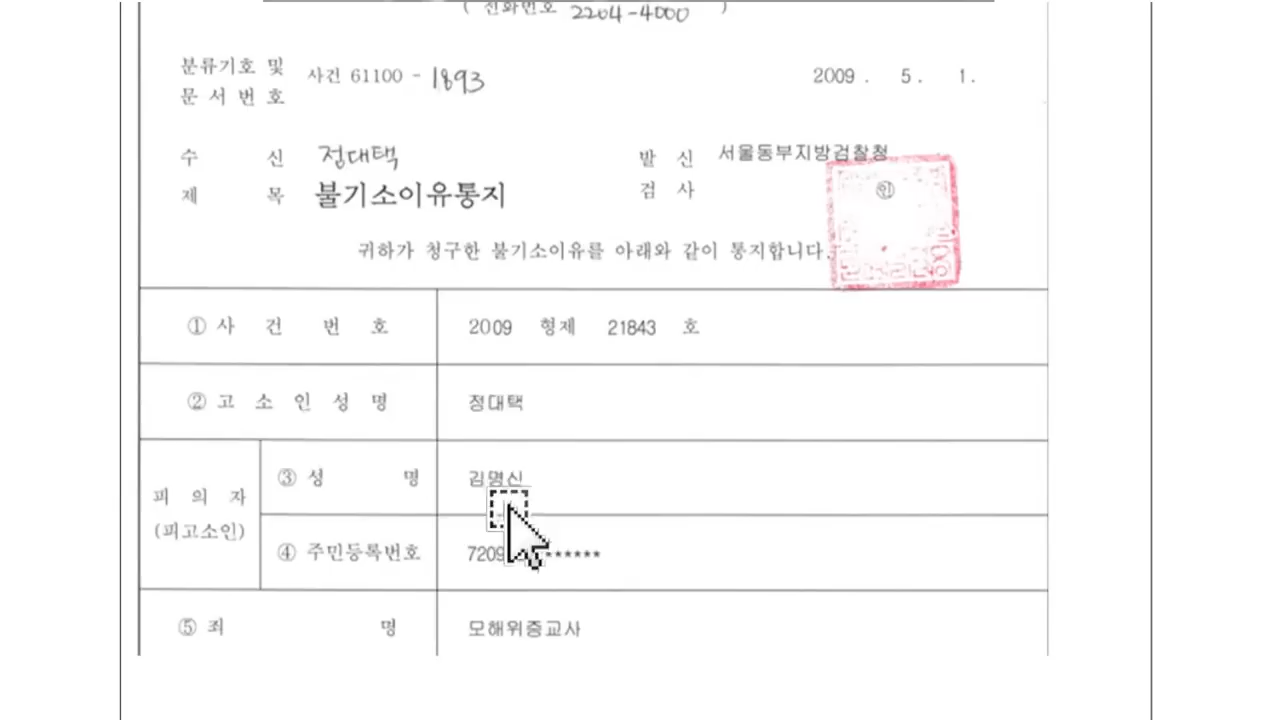 ( 전화번호 2204-4000 )
분류기호 및 사건 61100 - 1893 2009 . 5 . 1 .
문 서 번 호
수 신 정대택 발 신 서울동부지방검찰청
제 목 불기소이유통지 검 사 인
귀하가 청구한 불기소이유를 아래와 같이 통지합니다.
① 사 건 번 호 2009 형제 21843 호
② 고 소 인 성 명 정대택
피 의 자
(피고소인)
③ 성 명 김명신
④ 주민등록번호 7209 ******
⑤ 죄 명 모해위증교사